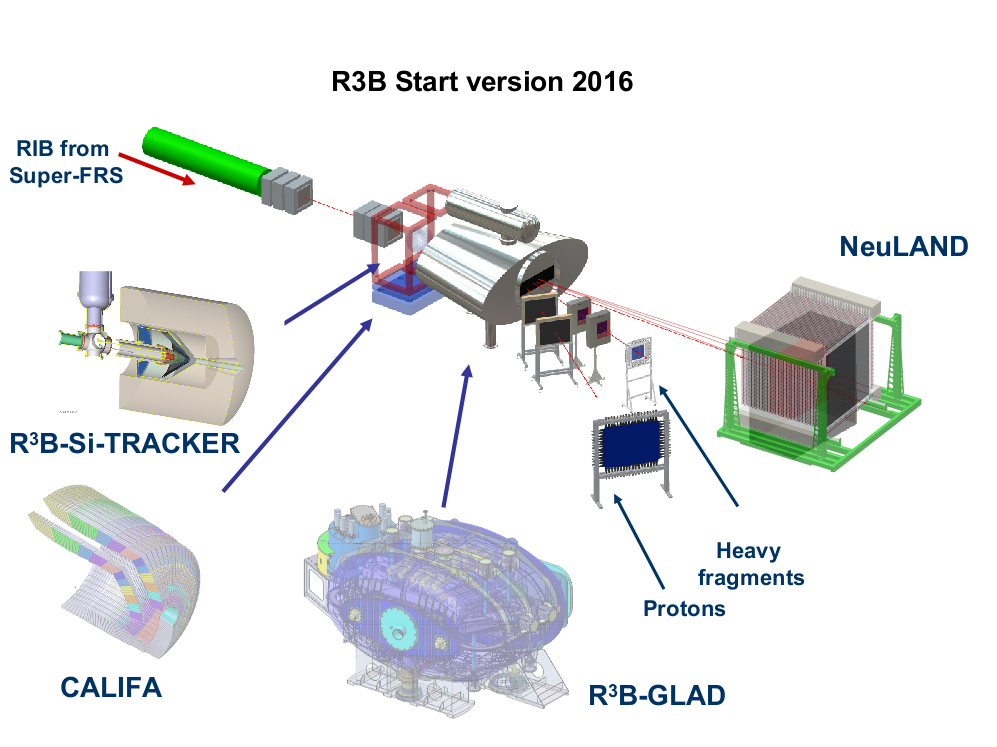 R3B Start version 2016
RIB from
Super-FRS
NeuLAND
R³B-Si-TRACKER
Heavy
fragments
Protons
CALIFA
R³B-GLAD